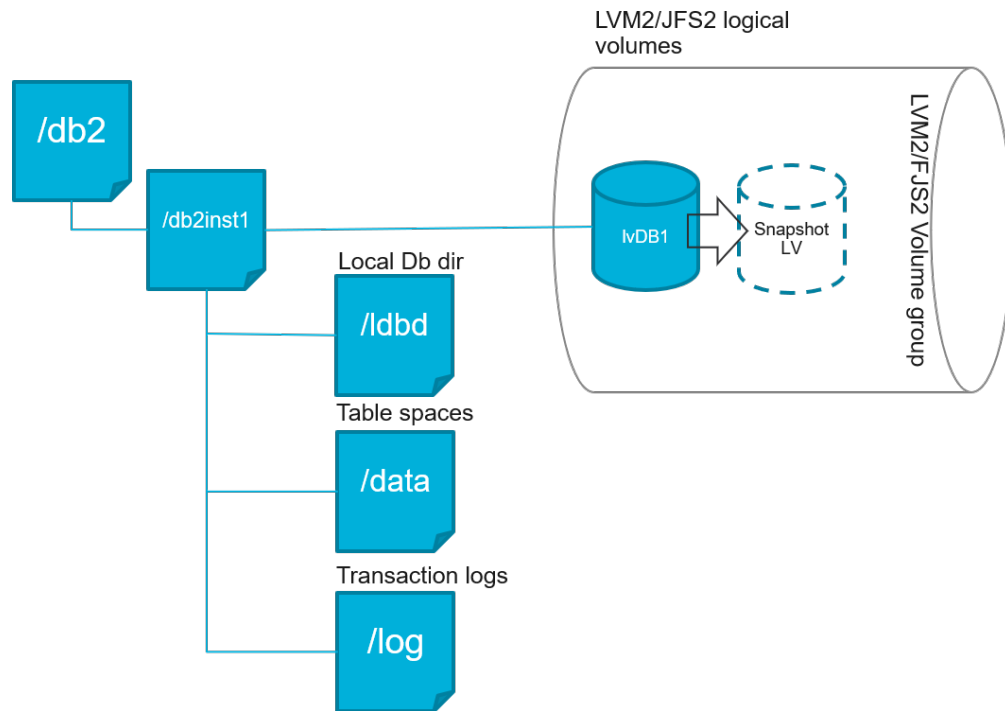 LVM2/JFS2 logical
volumes
/db2
LVM2/FJS2 Volume group
/db2inst1
lvDB1
Snapshot
LV
Local Db dir
/ldbd
Table spaces
/data
Transaction logs
/log